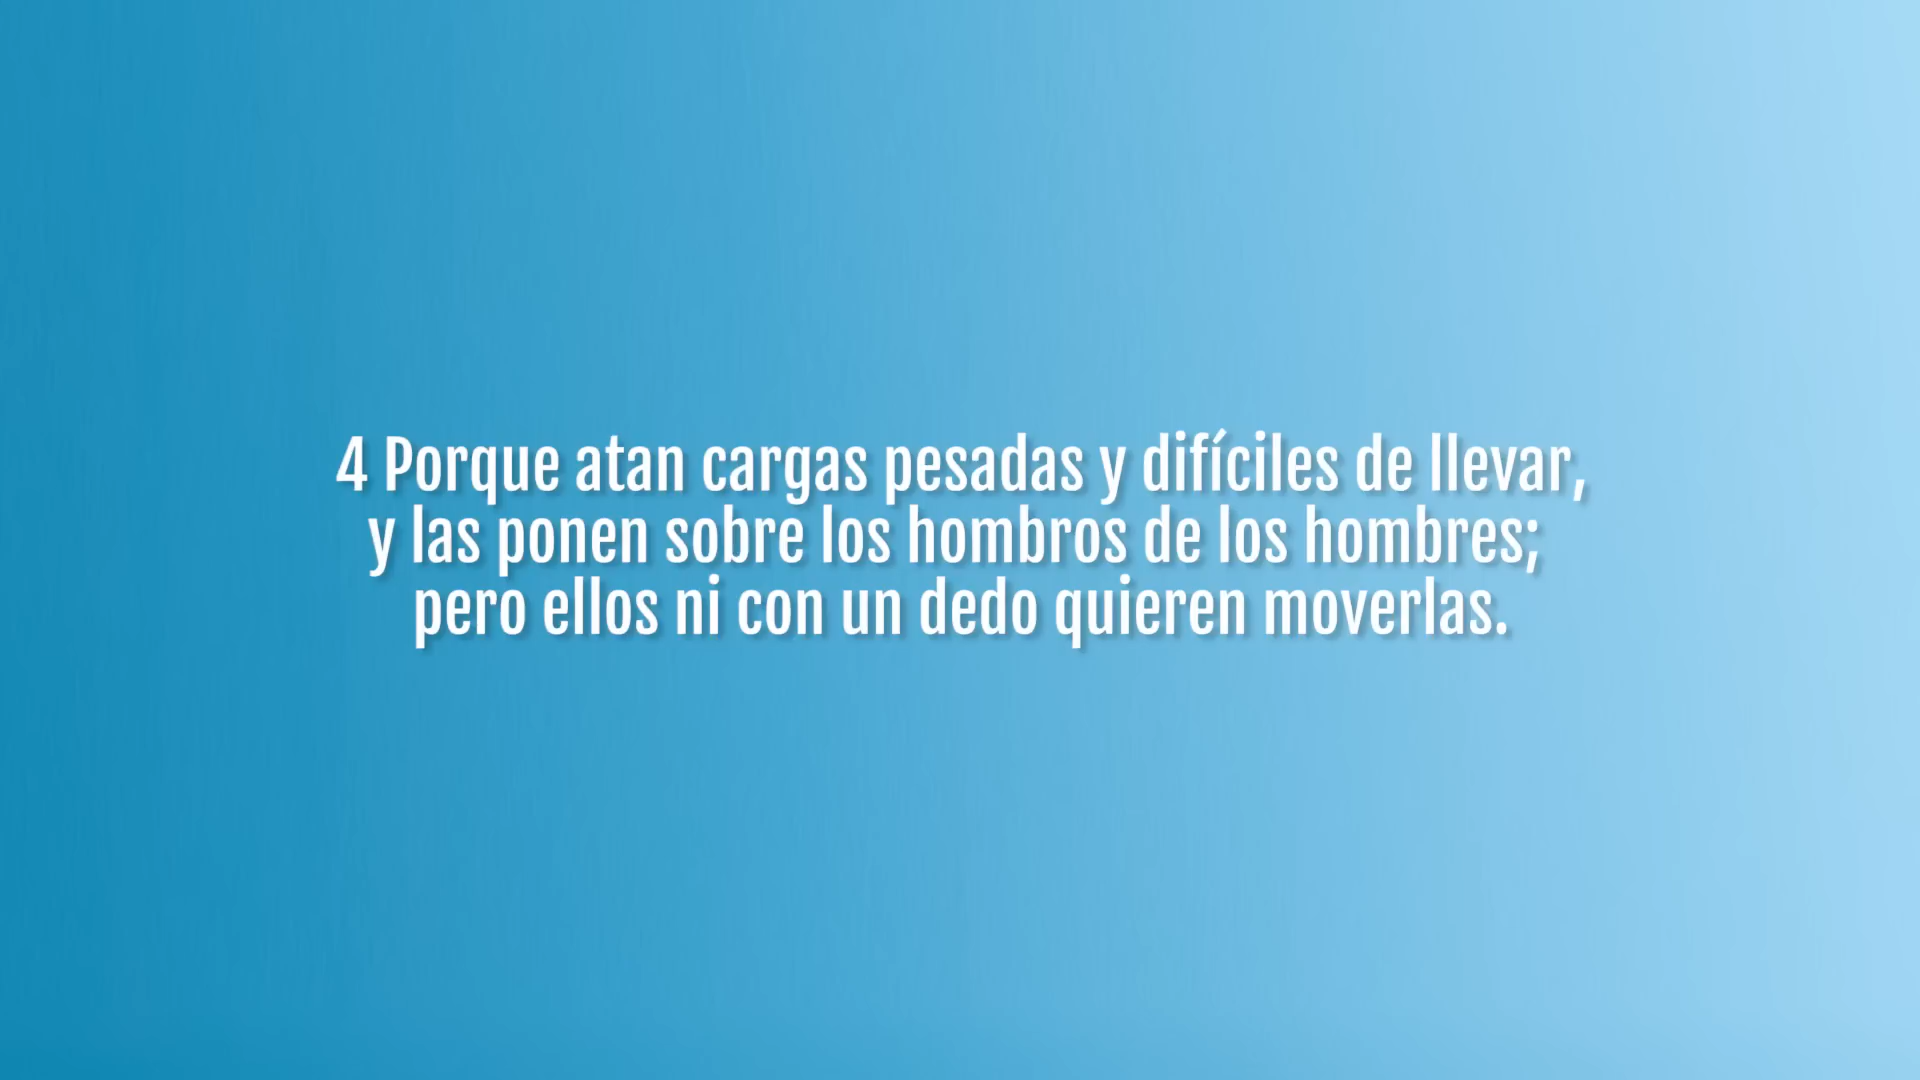 4 Porque atan cargas pesadas y difíciles de llevar,
y las ponen sobre los hombros de los hombres;
pero ellos ni con un dedo quieren moverlas.